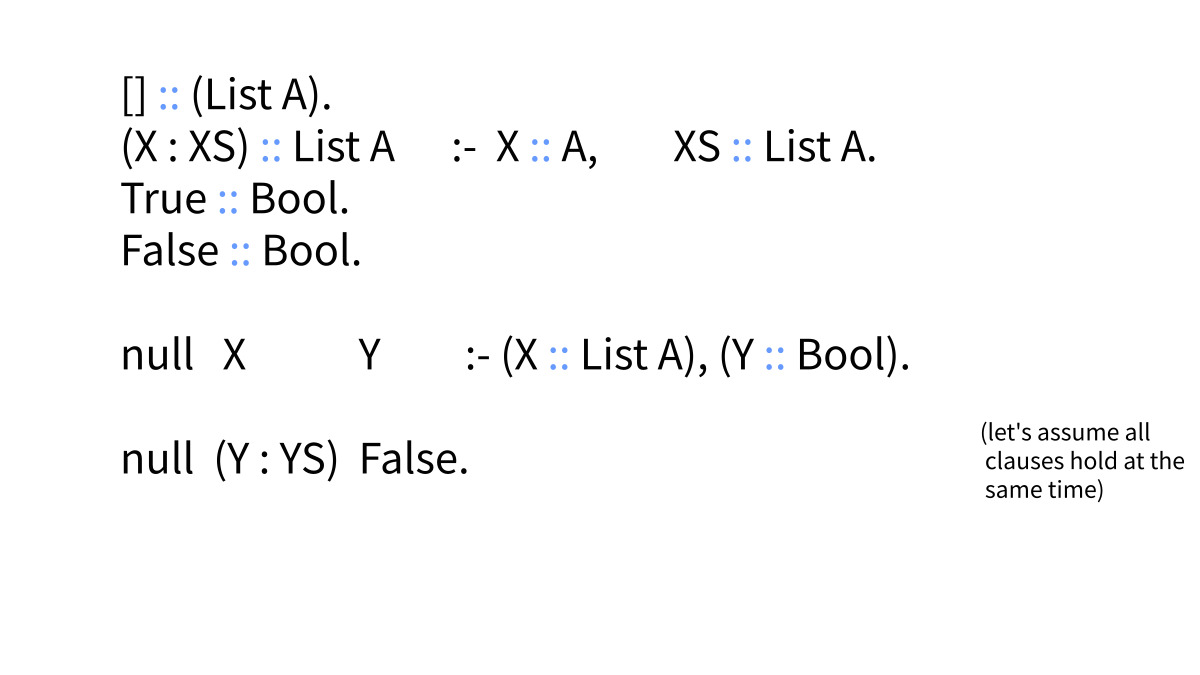 [] :: (List A).
(X : XS) :: List A :- X :: A, XS :: List A.
True :: Bool.
False :: Bool.
null X Y :- (X :: List A), (Y :: Bool).
null (Y : YS) False.
(let's assume all
clauses hold at the
same time)